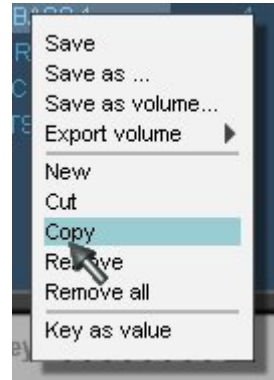 Save
Save as ...
Save as volume...
Export volume
New
Cut
Copy
Remove all
Key as value